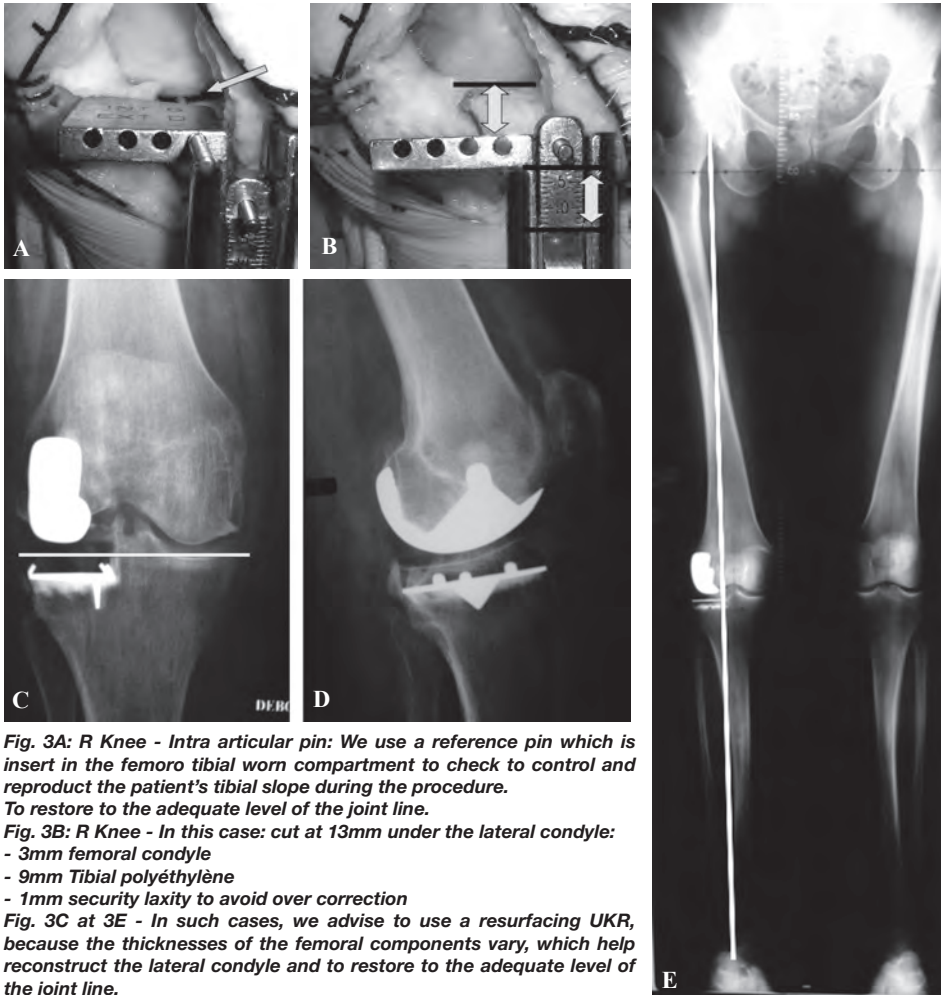 EXT D
A
B
C
DEBO
D
E
Fig. 3A: R Knee - Intra articular pin: We use a reference pin which is
insert in the femoro tibial worn compartment to check to control and
reproduct the patient's tibial slope during the procedure.
To restore to the adequate level of the joint line.
Fig. 3B: R Knee - In this case: cut at 13mm under the lateral condyle:
- 3mm femoral condyle
- 9mm Tibial polyéthylène
- 1mm security laxity to avoid over correction
Fig. 3C at 3E - In such cases, we advise to use a resurfacing UKR,
because the thicknesses of the femoral components vary, which help
reconstruct the lateral condyle and to restore to the adequate level of
the joint line.